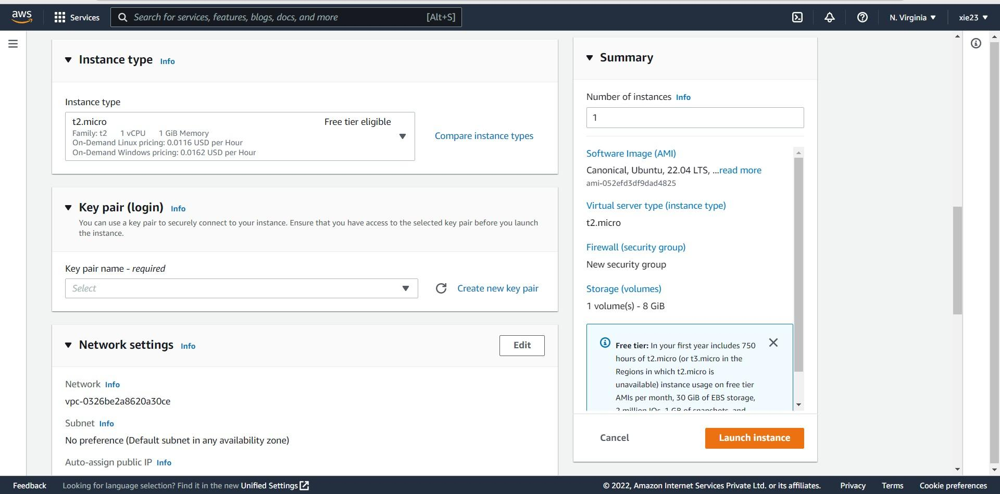 aws
Services
Search for services, features, blogs, docs, and more
[Alt+S]
N. Virginia
xie23
Instance type Info
Instance type
t2.micro
Free tier eligible
Family: t2 1 vCPU 1 GiB Memory
On-Demand Linux pricing: 0.0116 USD per Hour
On-Demand Windows pricing: 0.0162 USD per Hour
Compare instance types
Key pair (login) Info
You can use a key pair to securely connect to your instance. Ensure that you have access to the selected key pair before you launch
the instance.
Key pair name - required
Select
Create new key pair
Network settings Info
Edit
Network Info
vpc-0326be2a8620a30ce
Subnet Info
No preference (Default subnet in any availability zone)
Auto-assign public IP Info
Summary
Number of instances Info
1
Software Image (AMI)
Canonical, Ubuntu, 22.04 LTS, ...read more
ami-052efd3df9dad4825
Virtual server type (instance type)
t2.micro
Firewall (security group)
New security group
Storage (volumes)
1 volume(s) - 8 GiB
Free tier: In your first year includes 750
hours of t2.micro (or t3.micro in the
Regions in which t2.micro is
unavailable) instance usage on free tier
AMIs per month, 30 GiB of EBS storage,
2 million IOs, 1 GB of snapshots, and
Cancel
Launch instance
Feedback
Looking for language selection? Find it in the new Unified Settings
© 2022, Amazon Internet Services Private Ltd. or its affiliates.
Privacy
Terms
Cookie preferences